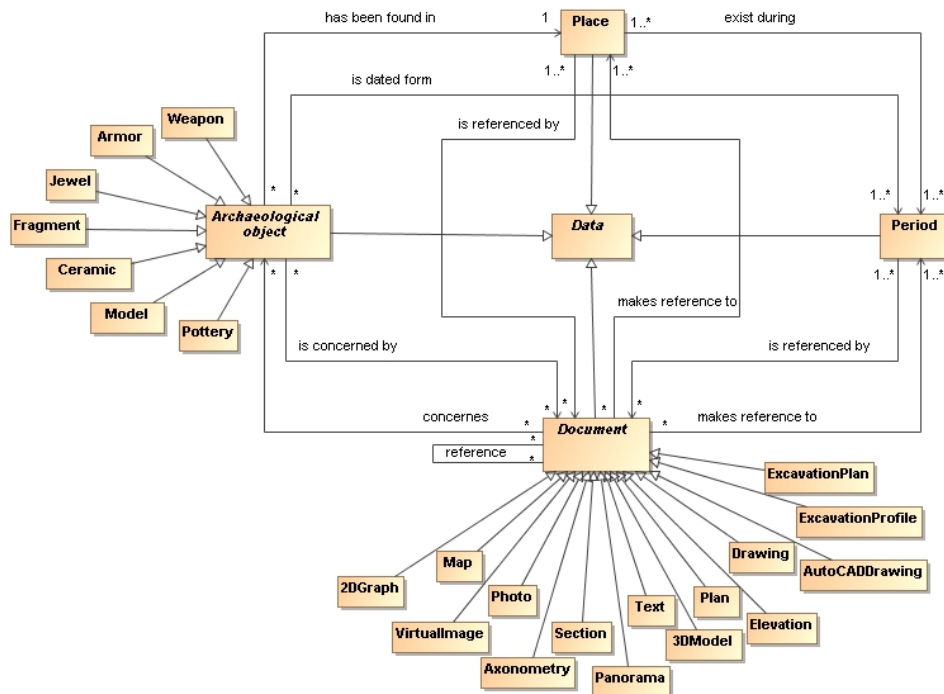 has been found in
1
Place
1..*
exist during
1..*
1..*
1..*
is dated form
is referenced by
Weapon
Armor
Jewel
Fragment
Ceramic
Model
Pottery
*
*
Archaeological
object
*
*
Data
1..*
1..*
Period
1..*
1..*
makes reference to
is concerned by
is referenced by
*
*
*
*
*
concernes
*
Document
*
makes reference to
*
reference
*
ExcavationPlan
ExcavationProfile
Drawing
AutoCADDrawing
Map
2DGraph
Photo
Text
Plan
Elevation
VirtualImage
Section
3DModel
Axonometry
Panorama